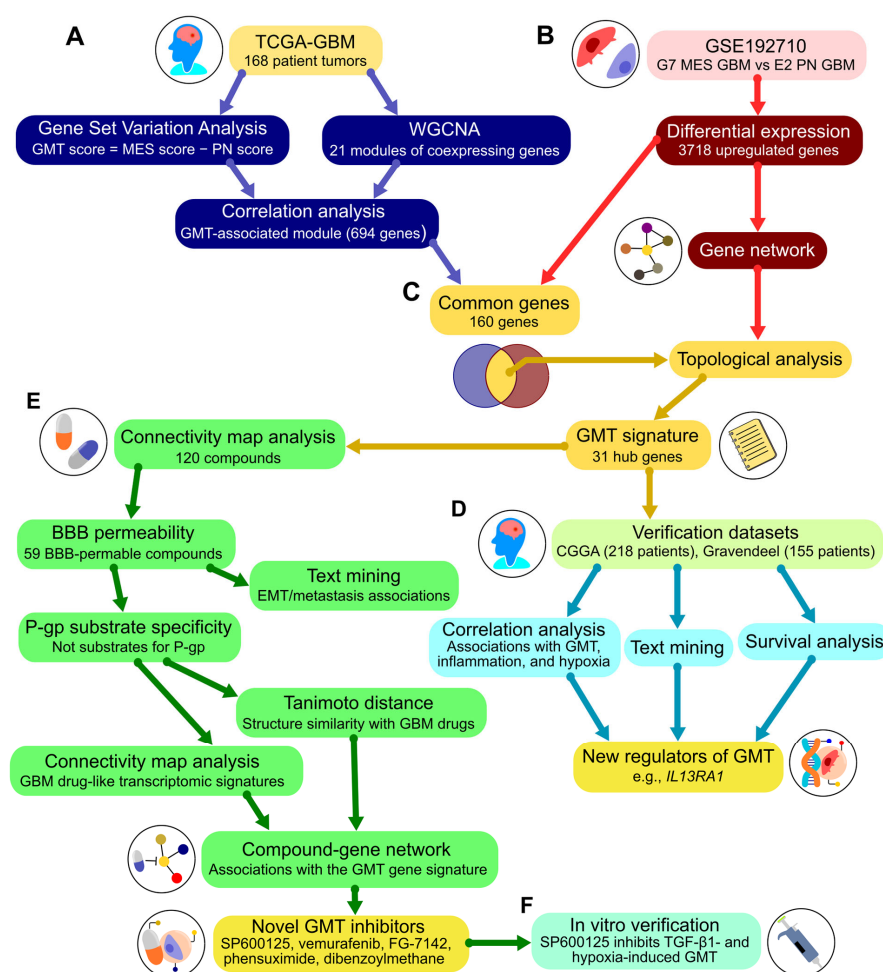 A
TCGA-GBM
168 patient tumors
B
GSE192710
G7 MES GBM vs E2 PN GBM
Gene Set Variation Analysis
GMT score = MES score − PN score
WGCNA
21 modules of coexpressing genes
Differential expression
3718 upregulated genes
Correlation analysis
GMT-associated module (694 genes)
Gene network
C
Common genes
160 genes
Topological analysis
E
Connectivity map analysis
120 compounds
GMT signature
31 hub genes
D
Verification datasets
CGGA (218 patients), Gravendeel (155 patients)
BBB permeability
59 BBB-permable compounds
Text mining
EMT/metastasis associations
P-gp substrate specificity
Not substrates for P-gp
Correlation analysis
Associations with GMT,
inflammation, and hypoxia
Text mining
Survival analysis
Tanimoto distance
Structure similarity with GBM drugs
Connectivity map analysis
GBM drug-like transcriptomic signatures
New regulators of GMT
e.g., IL13RA1
Compound-gene network
Associations with the GMT gene signature
Novel GMT inhibitors
SP600125, vemurafenib, FG-7142,
phensuximide, dibenzoylmethane
F
In vitro verification
SP600125 inhibits TGF-β1- and
hypoxia-induced GMT